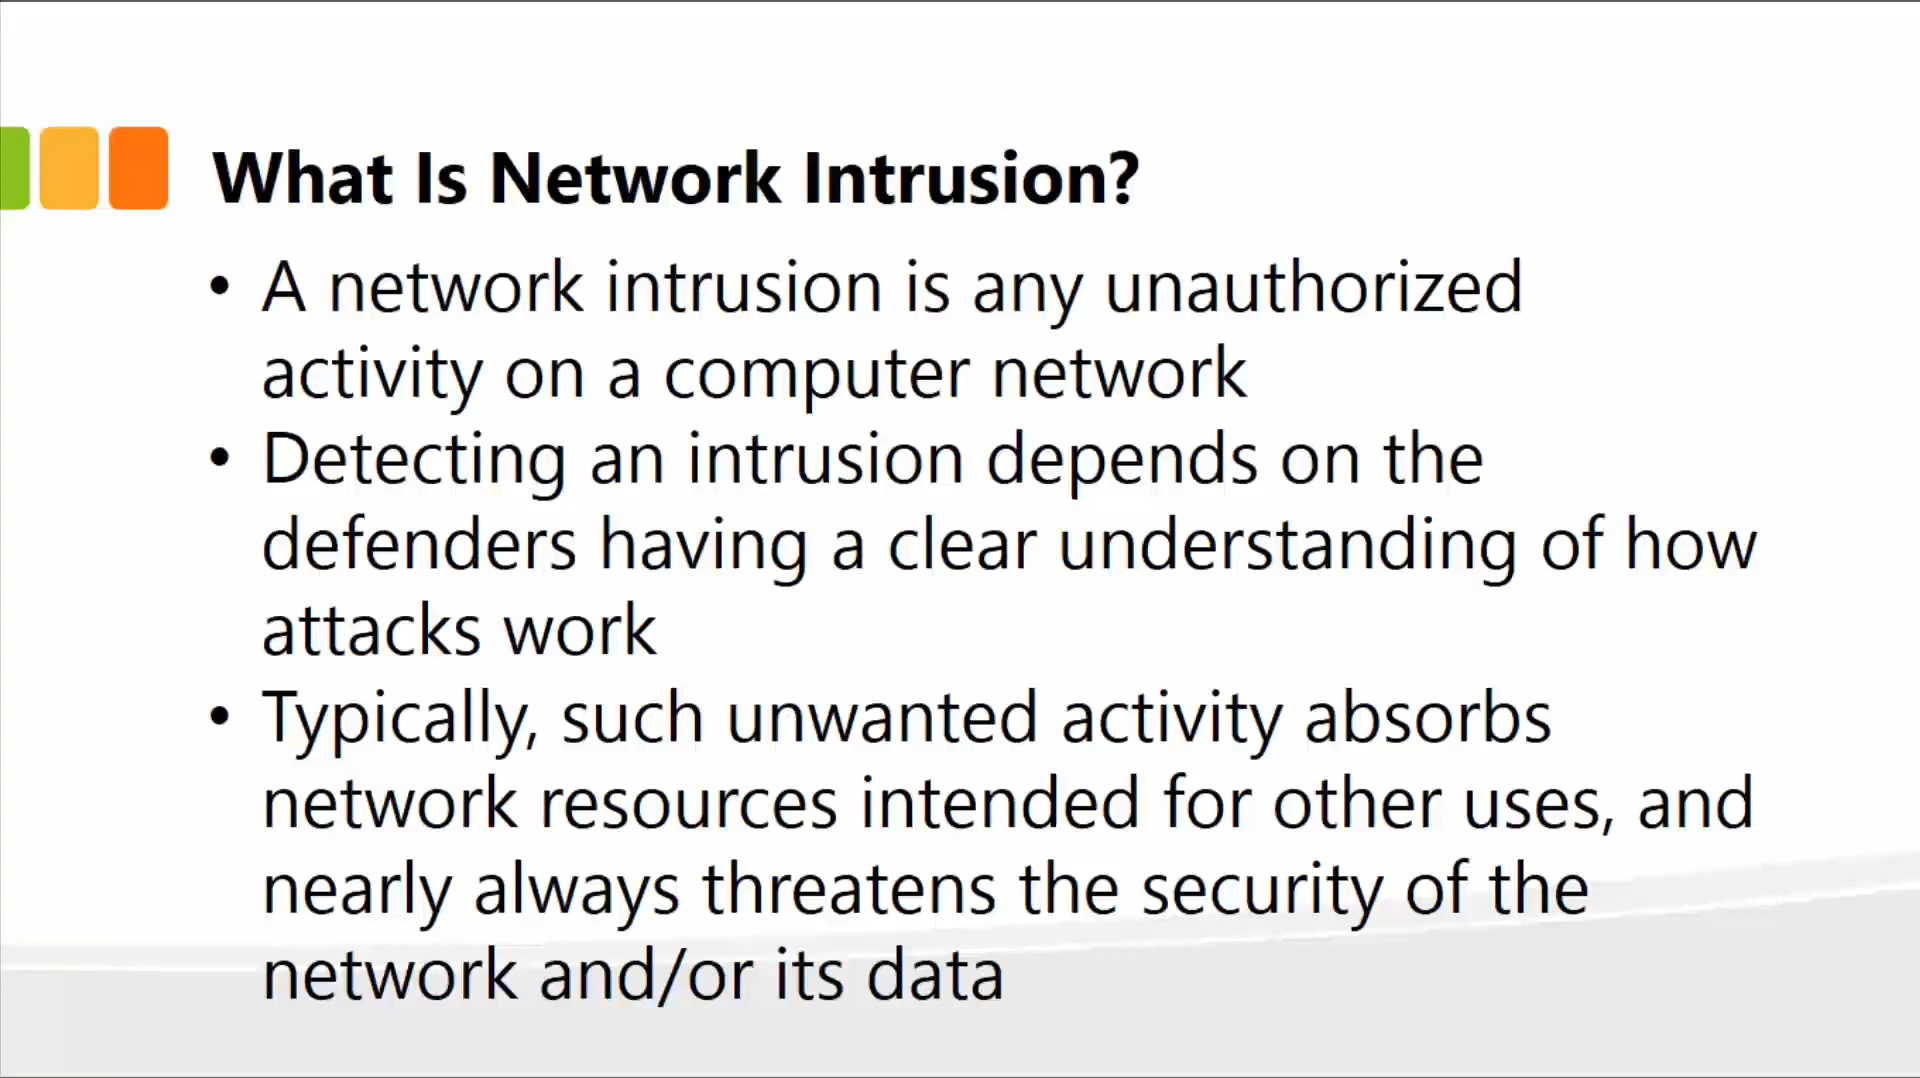 What Is Network Intrusion?
• A network intrusion is any unauthorized
activity on a computer network
• Detecting an intrusion depends on the
defenders having a clear understanding of how
attacks work
• Typically, such unwanted activity absorbs
network resources intended for other uses, and
nearly always threatens the security of the
network and/or its data